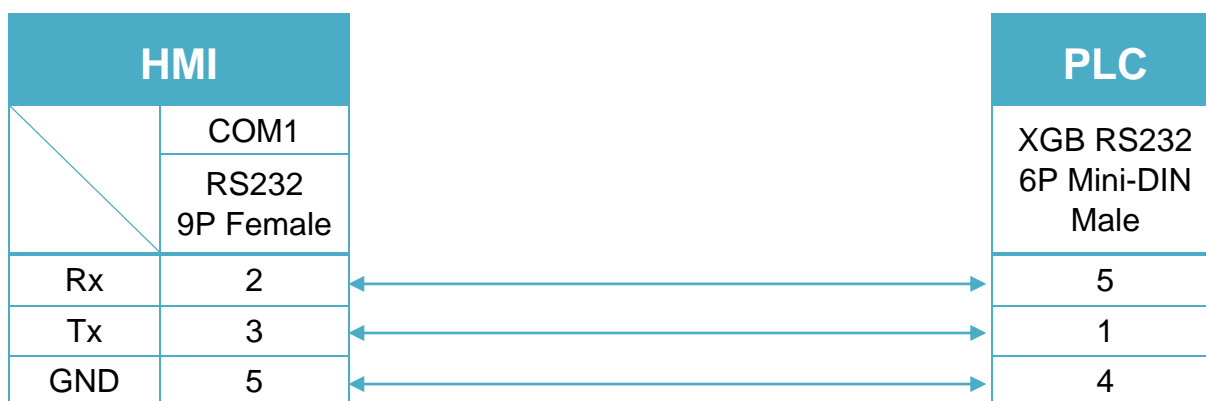 HMI
PLC
COM1
RS232
9P Female
XGB RS232
6P Mini-DIN
Male
Rx 2 5
Tx 3 1
GND 5 4